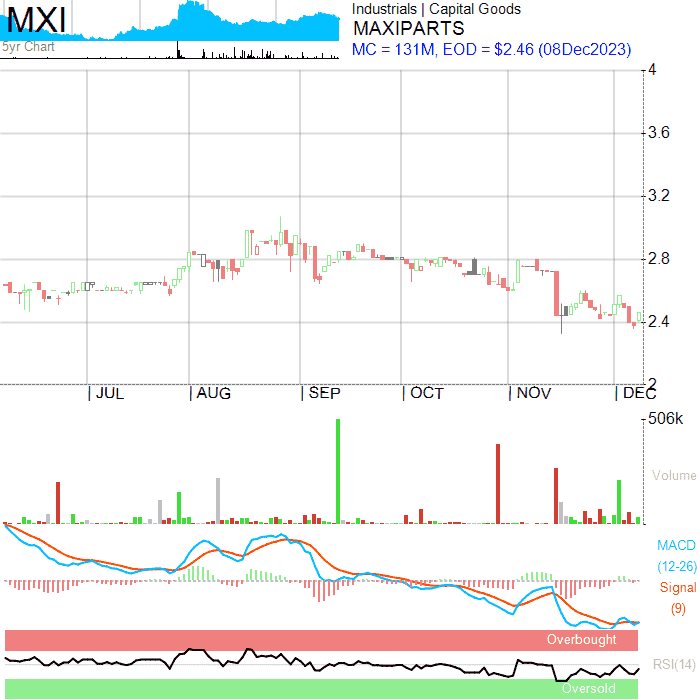 MXI
5yr Chart
Industrials | Capital Goods
MAXIPARTS
MC = 131M, EOD = $2.46 (08Dec2023)
4
3.6
3.2
2.8
2.4
2
JUL
AUG
SEP
OCT
NOV
DEC
506k
Volume
MACD
(12-26)
Signal
(9)
Overbought
RSI(14)
Oversold